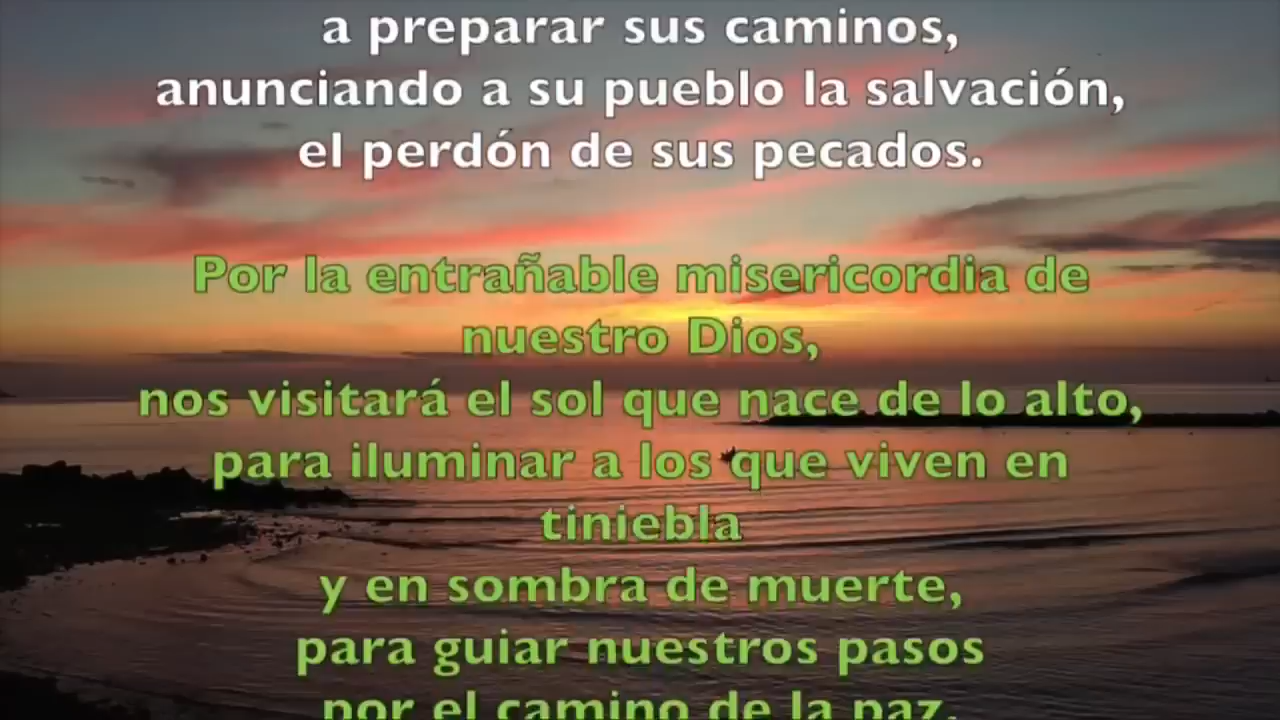 a preparar sus caminos,
anunciando a su pueblo la salvación,
el perdón de sus pecados.
Por la entrañable misericordia de
nuestro Dios,
nos visitará el sol que nace de lo alto,
para iluminar a los que viven en
tiniebla
y en sombra de muerte,
para guiar nuestros pasos
por el camino de la paz.